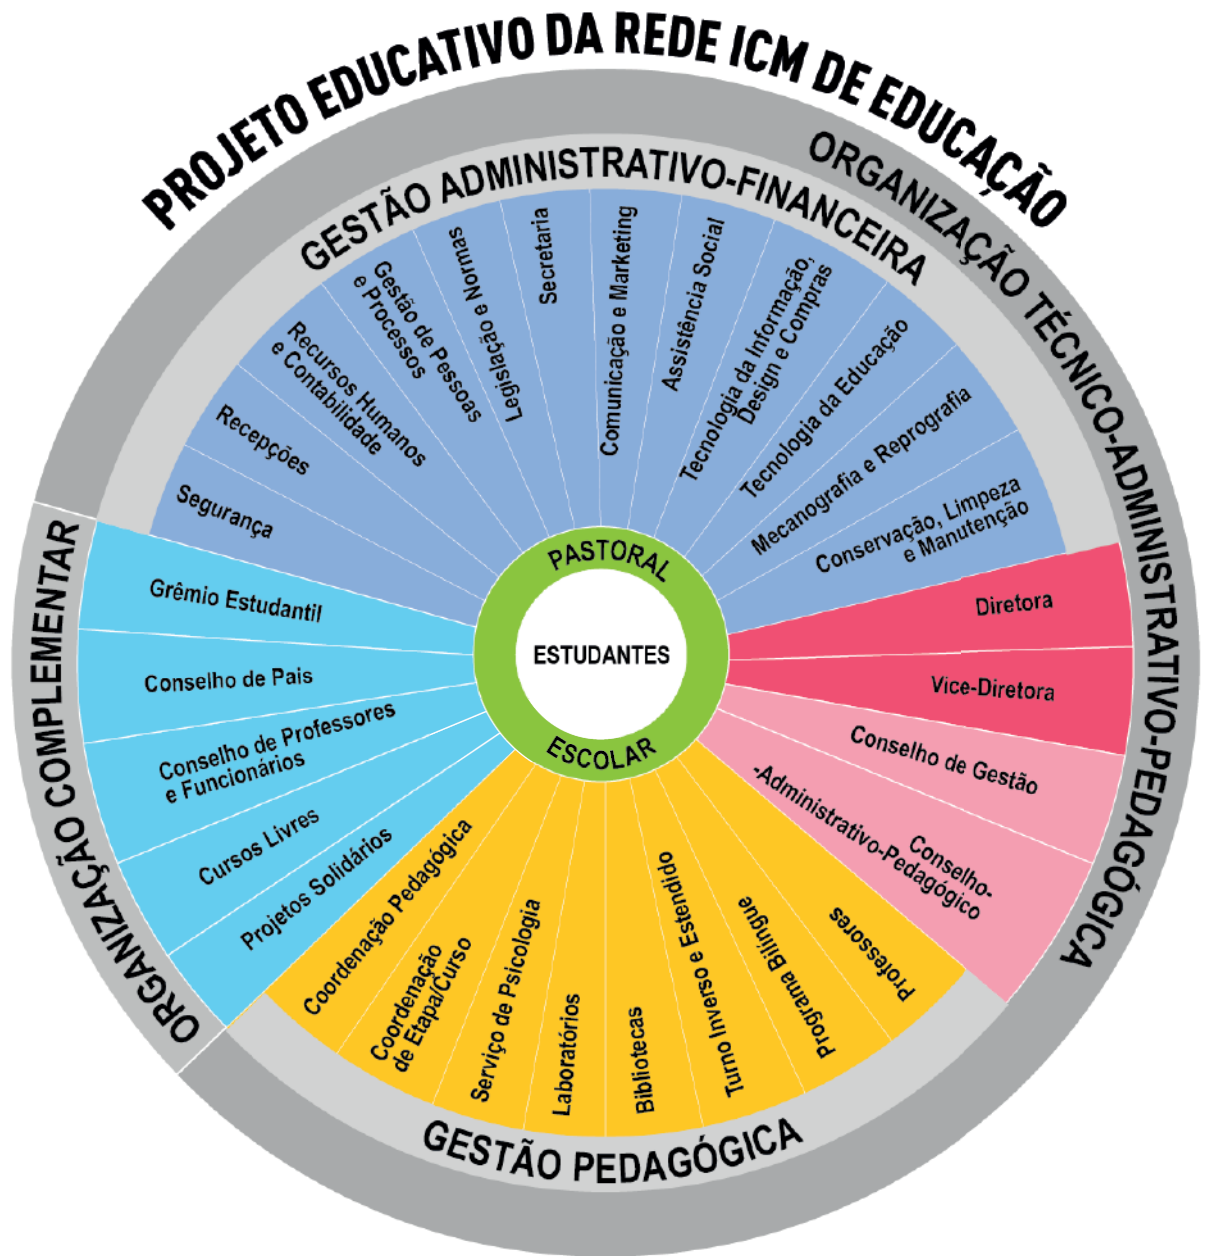 PROJETO EDUCATIVO DA REDE ICM DE EDUCAÇÃO
ORGANIZAÇÃO TÉCNICO-ADMINISTRATIVO-PEDAGÓGICA
GESTÃO ADMINISTRATIVO-FINANCEIRA
Segurança
Recepções
Recursos Humanos
e Contabilidade
Gestão de Pessoas
e Processos
Legislação e Normas
Secretaria
Comunicação e Marketing
Assistência Social
Tecnologia da Informação,
Design e Compras
Tecnologia da Educação
Mecanografia e Reprografia
Conservação, Limpeza
e Manutenção
Diretora
Vice-Diretora
Conselho de Gestão
Conselho-
-Administrativo-Pedagógico
PASTORAL
ESCOLAR
ESTUDANTES
ORGANIZAÇÃO COMPLEMENTAR
Grêmio Estudantil
Conselho de Pais
Conselho de Professores
e Funcionários
Cursos Livres
Projetos Solidários
Coordenação Pedagógica
Coordenação
de Etapa/Curso
Serviço de Psicologia
Laboratórios
Bibliotecas
Turno Inverso e Estendido
Programa Bilíngue
Professores
GESTÃO PEDAGÓGICA